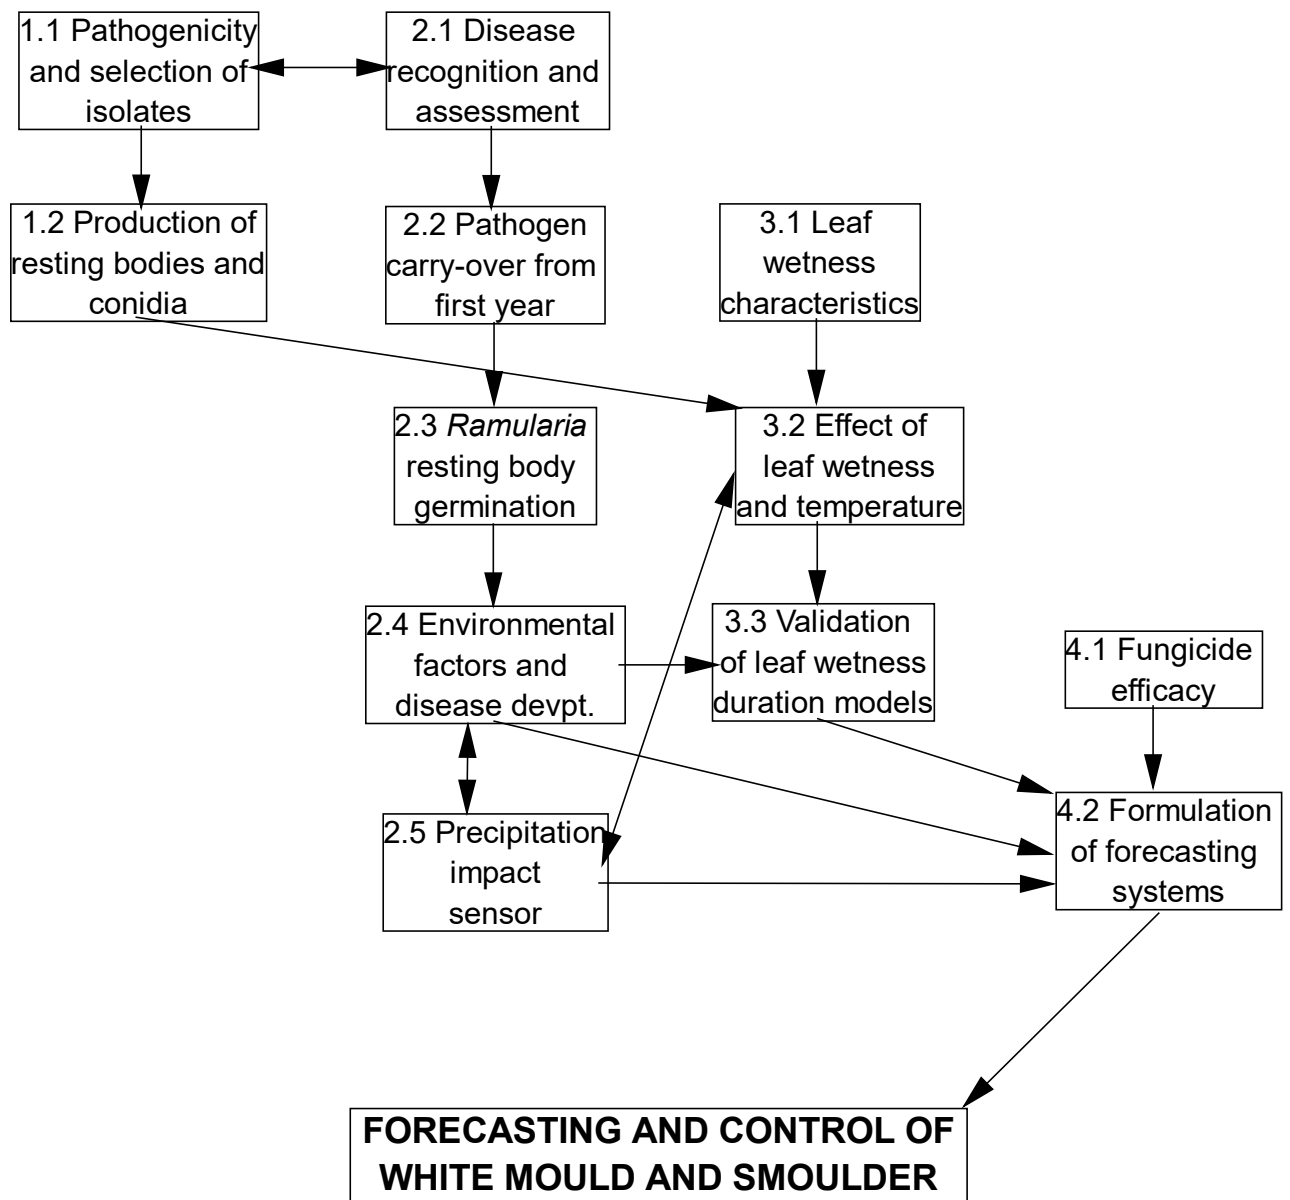 1.1 Pathogenicity
and selection of
isolates
2.1 Disease
recognition and
assessment
1.2 Production of
resting bodies and
conidia
2.2 Pathogen
carry-over from
first year
3.1 Leaf
wetness
characteristics
2.3 Ramularia
resting body
germination
3.2 Effect of
leaf wetness
and temperature
2.4 Environmental
factors and
disease devpt.
3.3 Validation
of leaf wetness
duration models
4.1 Fungicide
efficacy
2.5 Precipitation
impact
sensor
4.2 Formulation
of forecasting
systems
FORECASTING AND CONTROL OF
WHITE MOULD AND SMOULDER